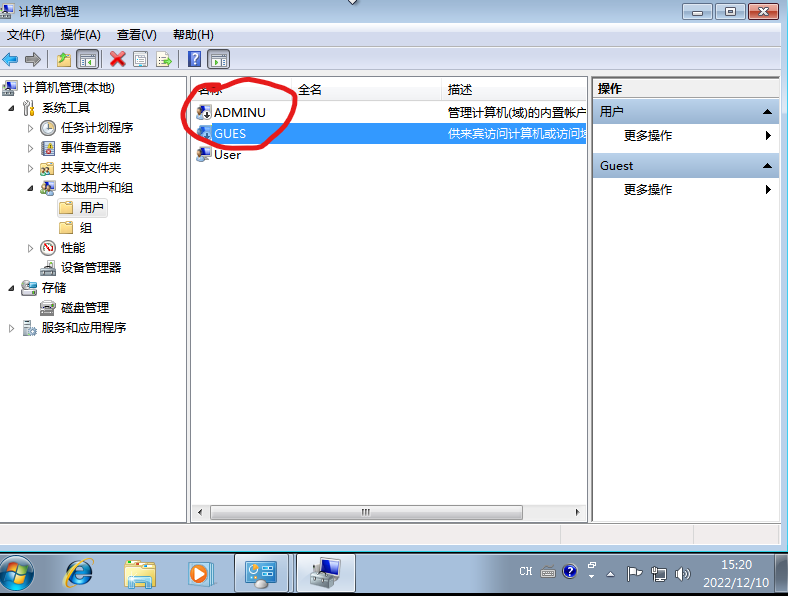 计算机管理
文件(F) 操作(A) 查看(V) 帮助(H)
计算机管理(本地)
系统工具
任务计划程序
事件查看器
共享文件夹
本地用户和组
用户
组
性能
设备管理器
存储
磁盘管理
服务和应用程序
名称 全名 描述
ADMINU 管理计算机(域)的内置帐户
GUES 供来宾访问计算机或访问域
User
操作
用户
更多操作
Guest
更多操作
CH
15:20
2022/12/10